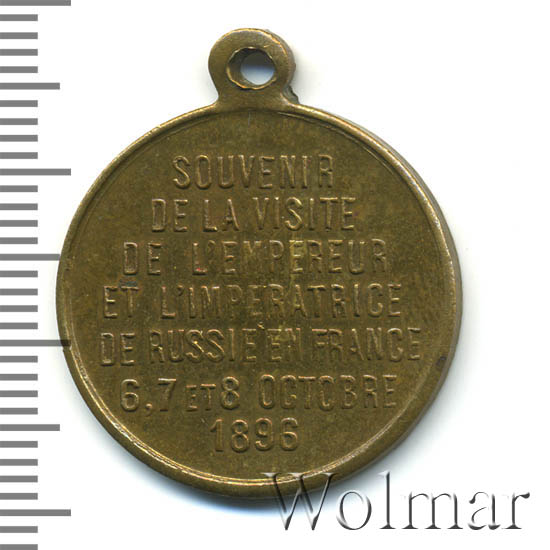 SOUVENIR
DE LA VISITE
DE L'EMPEREUR
ET L'IMPERATRICE
DE RUSSIE EN FRANCE
6,7 ET 8 OCTOBRE
1896
Wolmar